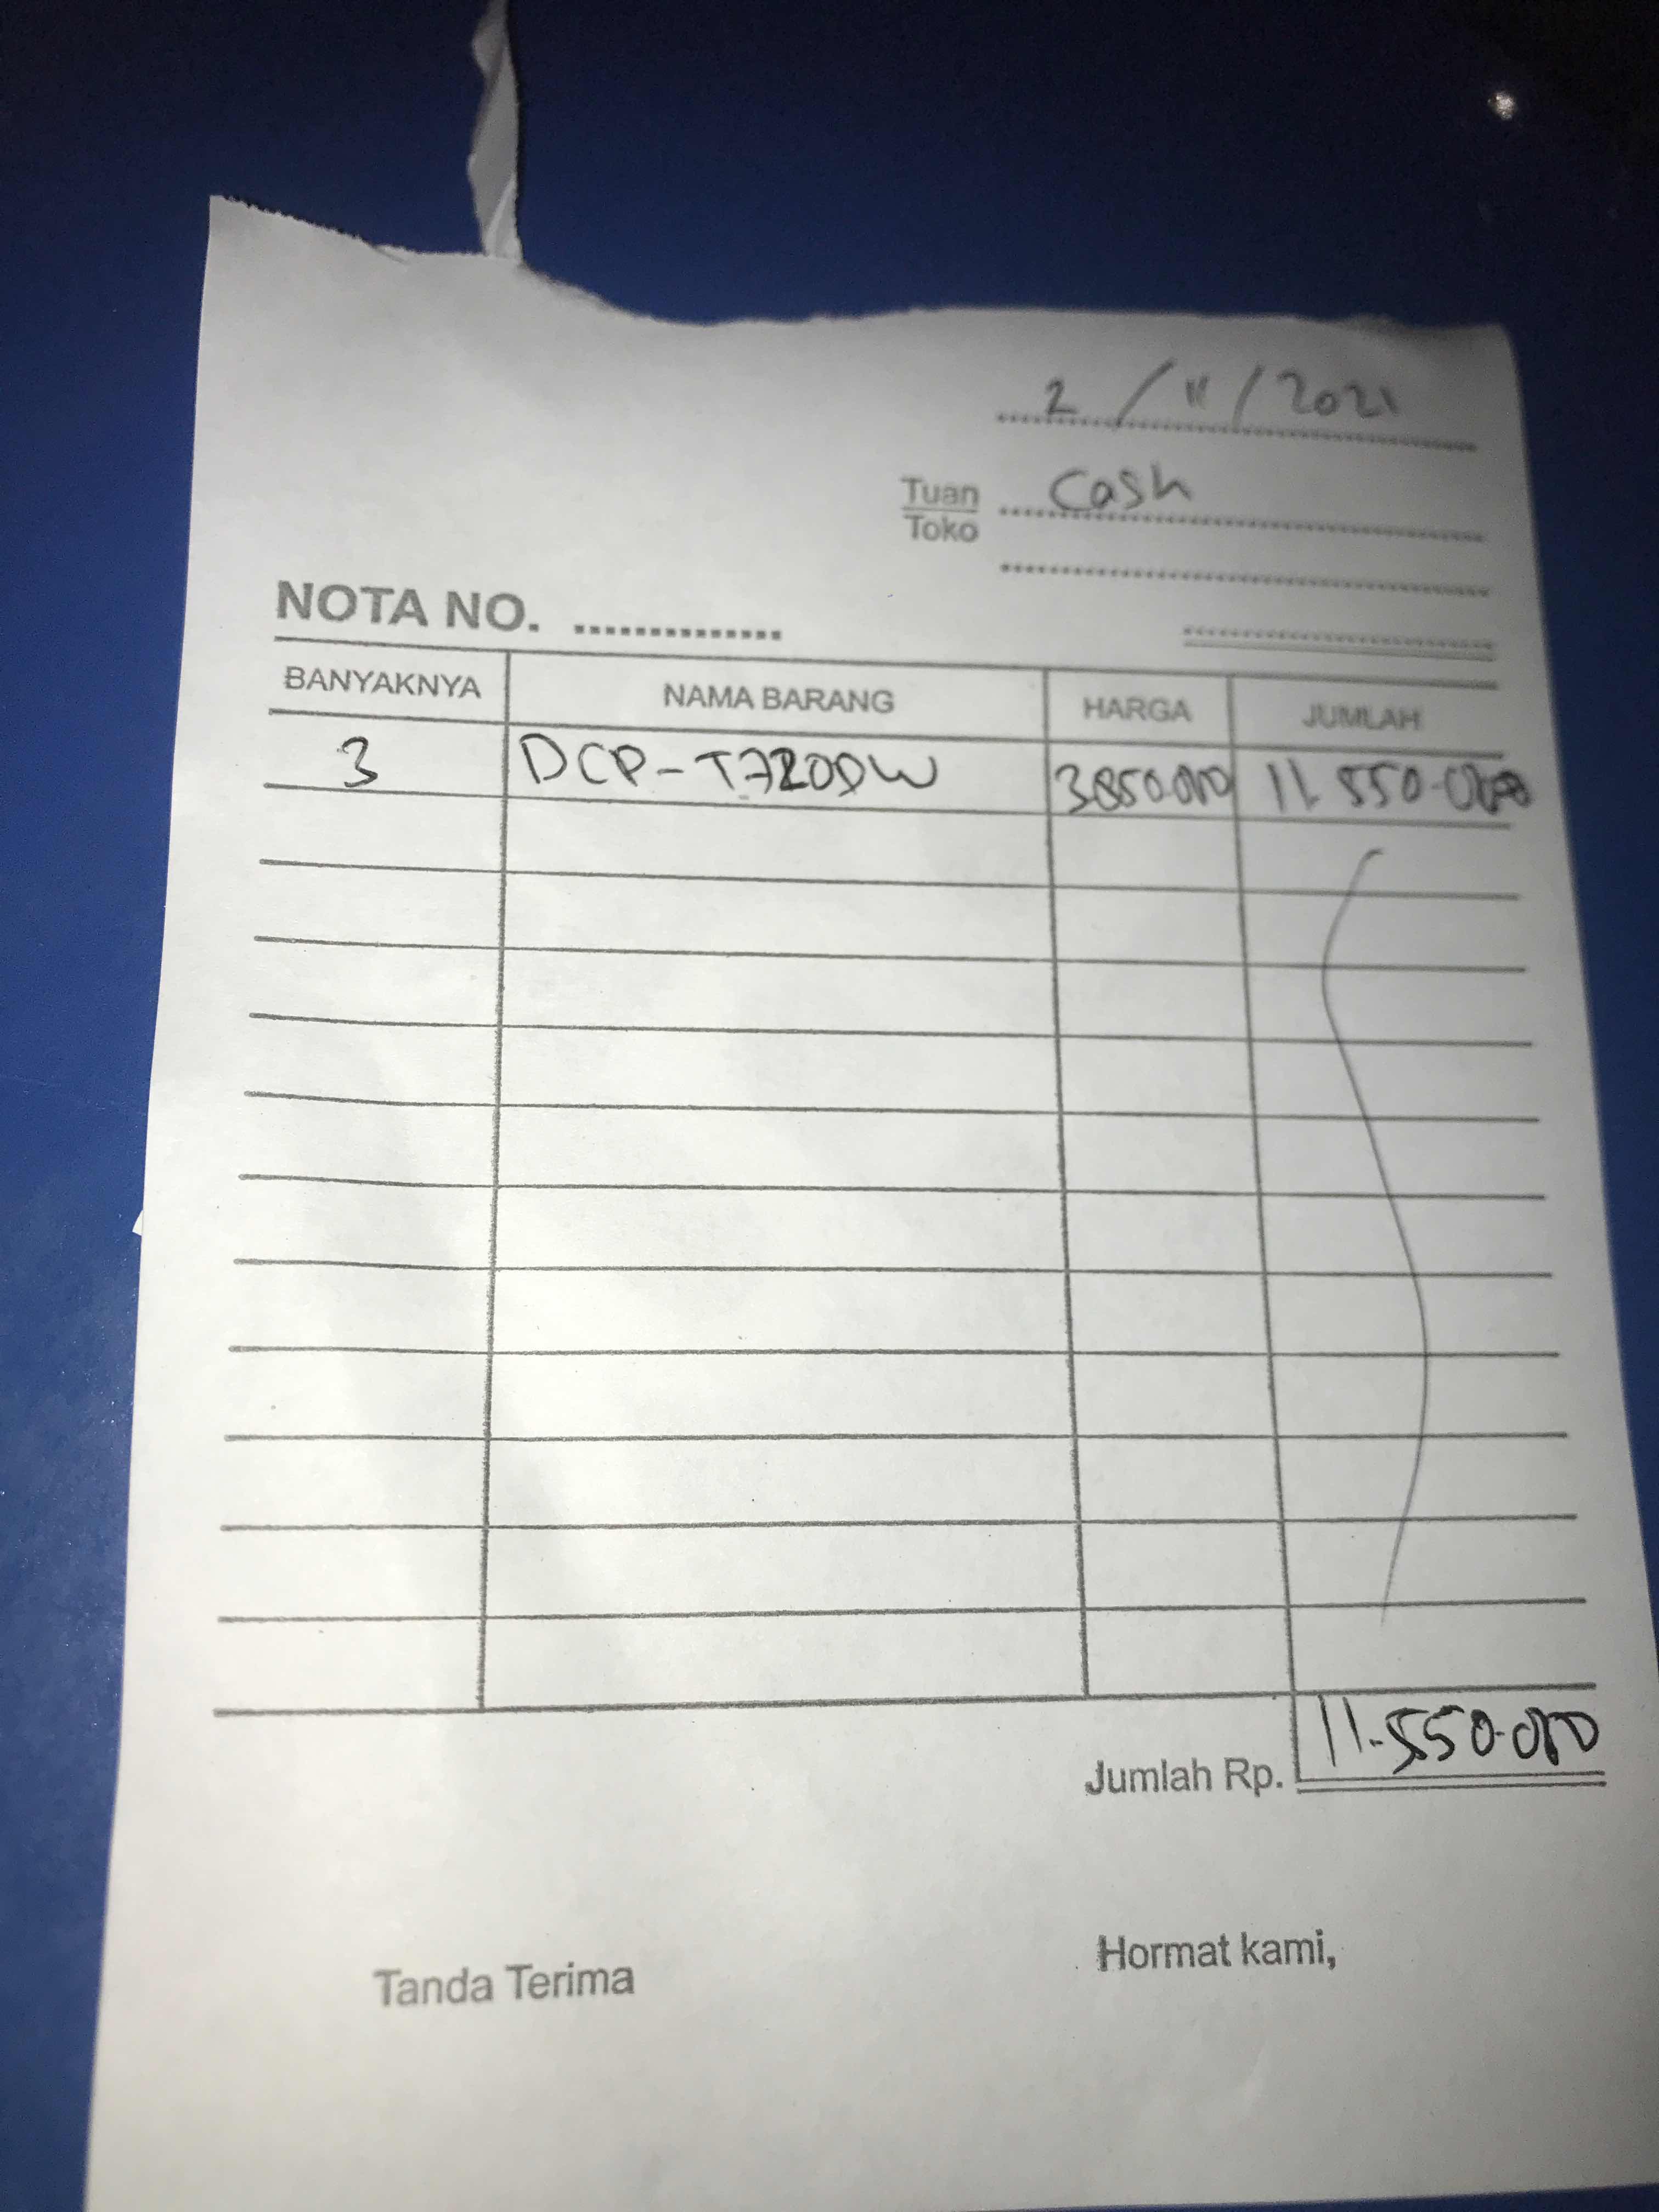 2 / 11 / 2021
Tuan Cash
Toko
NOTA NO. ..............
BANYAKNYA NAMA BARANG HARGA JUMLAH
3 DCP-T720DW 3850.000 11.550.000
Jumlah Rp. 11.550.000
Tanda Terima Hormat kami,